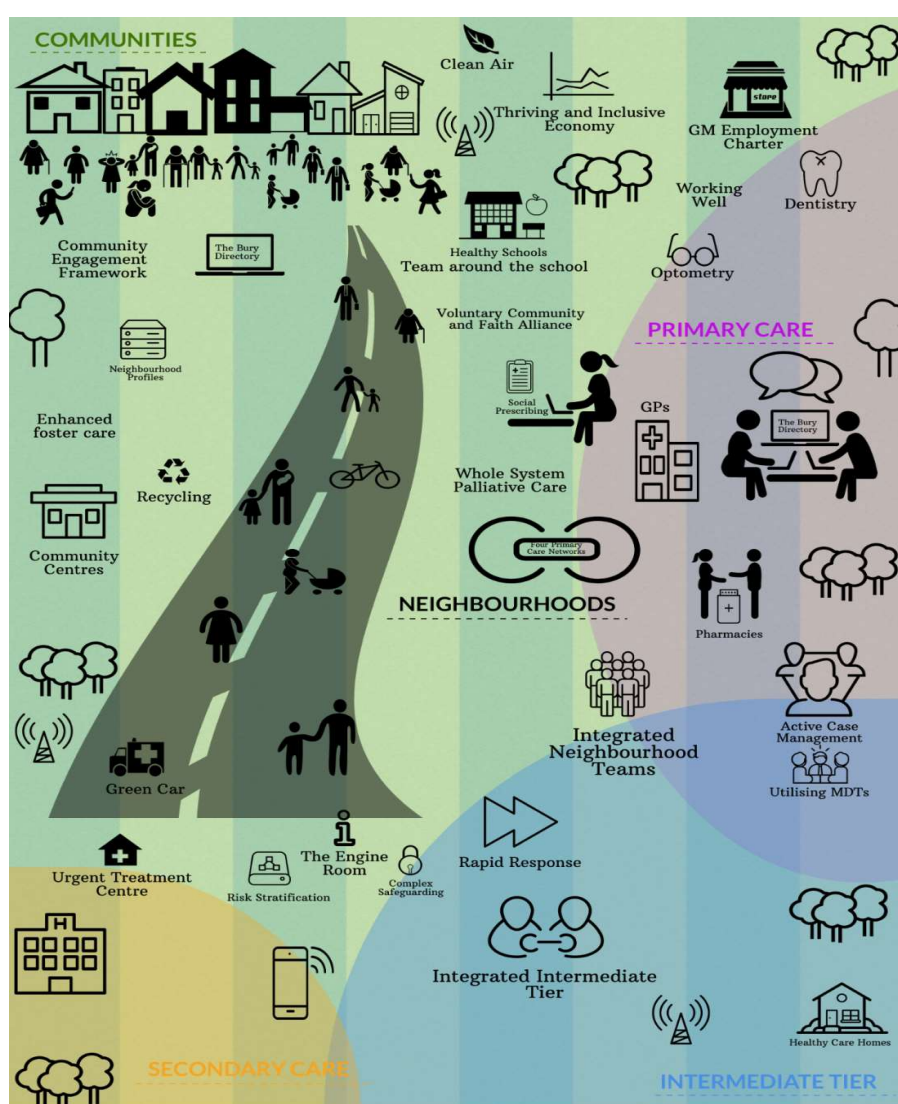 COMMUNITIES
Clean Air
Thriving and Inclusive
Economy
store
GM Employment
Charter
Working
Well
Dentistry
Community
Engagement
Framework
The Bury
Directory
Healthy Schools
Team around the school
Optometry
Voluntary Community
and Faith Alliance
PRIMARY CARE
Neighbourhood
Profiles
Social
Prescribing
GPs
The Bury
Directory
Enhanced
foster care
Recycling
Whole System
Palliative Care
Community
Centres
Four Primary
Care Networks
NEIGHBOURHOODS
Pharmacies
Integrated
Neighbourhood
Teams
Active Case
Management
Utilising MDTs
Green Car
The Engine
Room
Rapid Response
Urgent Treatment
Centre
Risk Stratification
Complex
Safeguarding
H
Integrated Intermediate
Tier
Healthy Care Homes
SECONDARY CARE
INTERMEDIATE TIER